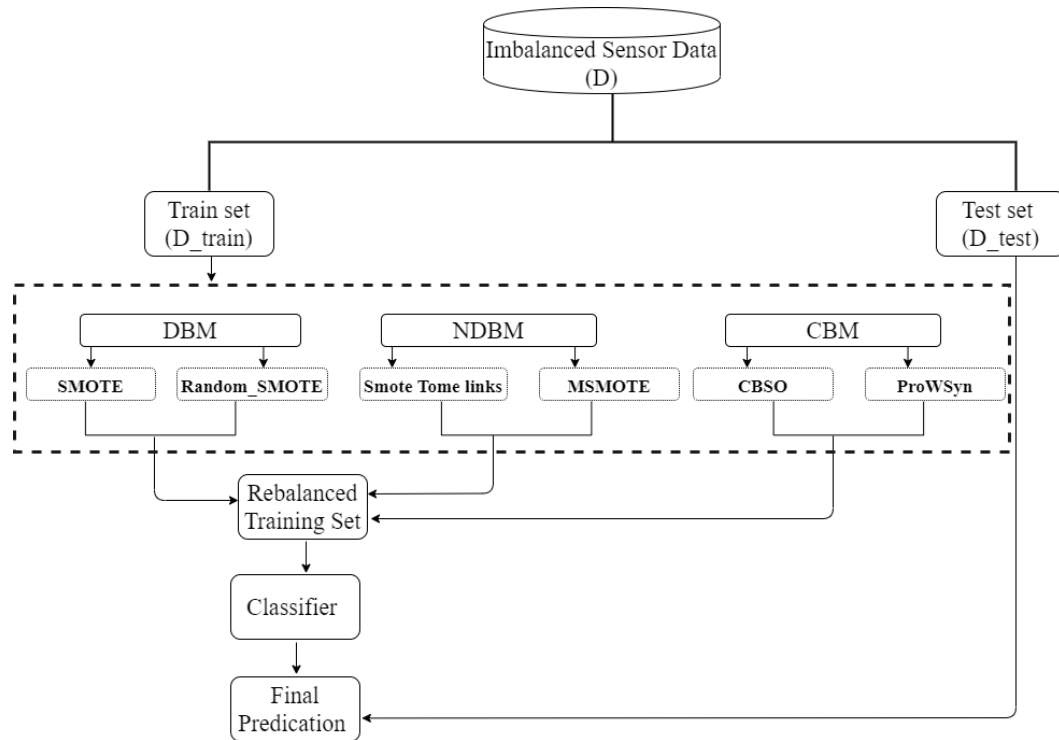 Imbalanced Sensor Data
(D)
Train set
(D_train)
Test set
(D_test)
DBM
NDBM
CBM
SMOTE
Random_SMOTE
Smote Tome links
MSMOTE
CBSO
ProWSyn
Rebalanced
Training Set
Classifier
Final
Predication